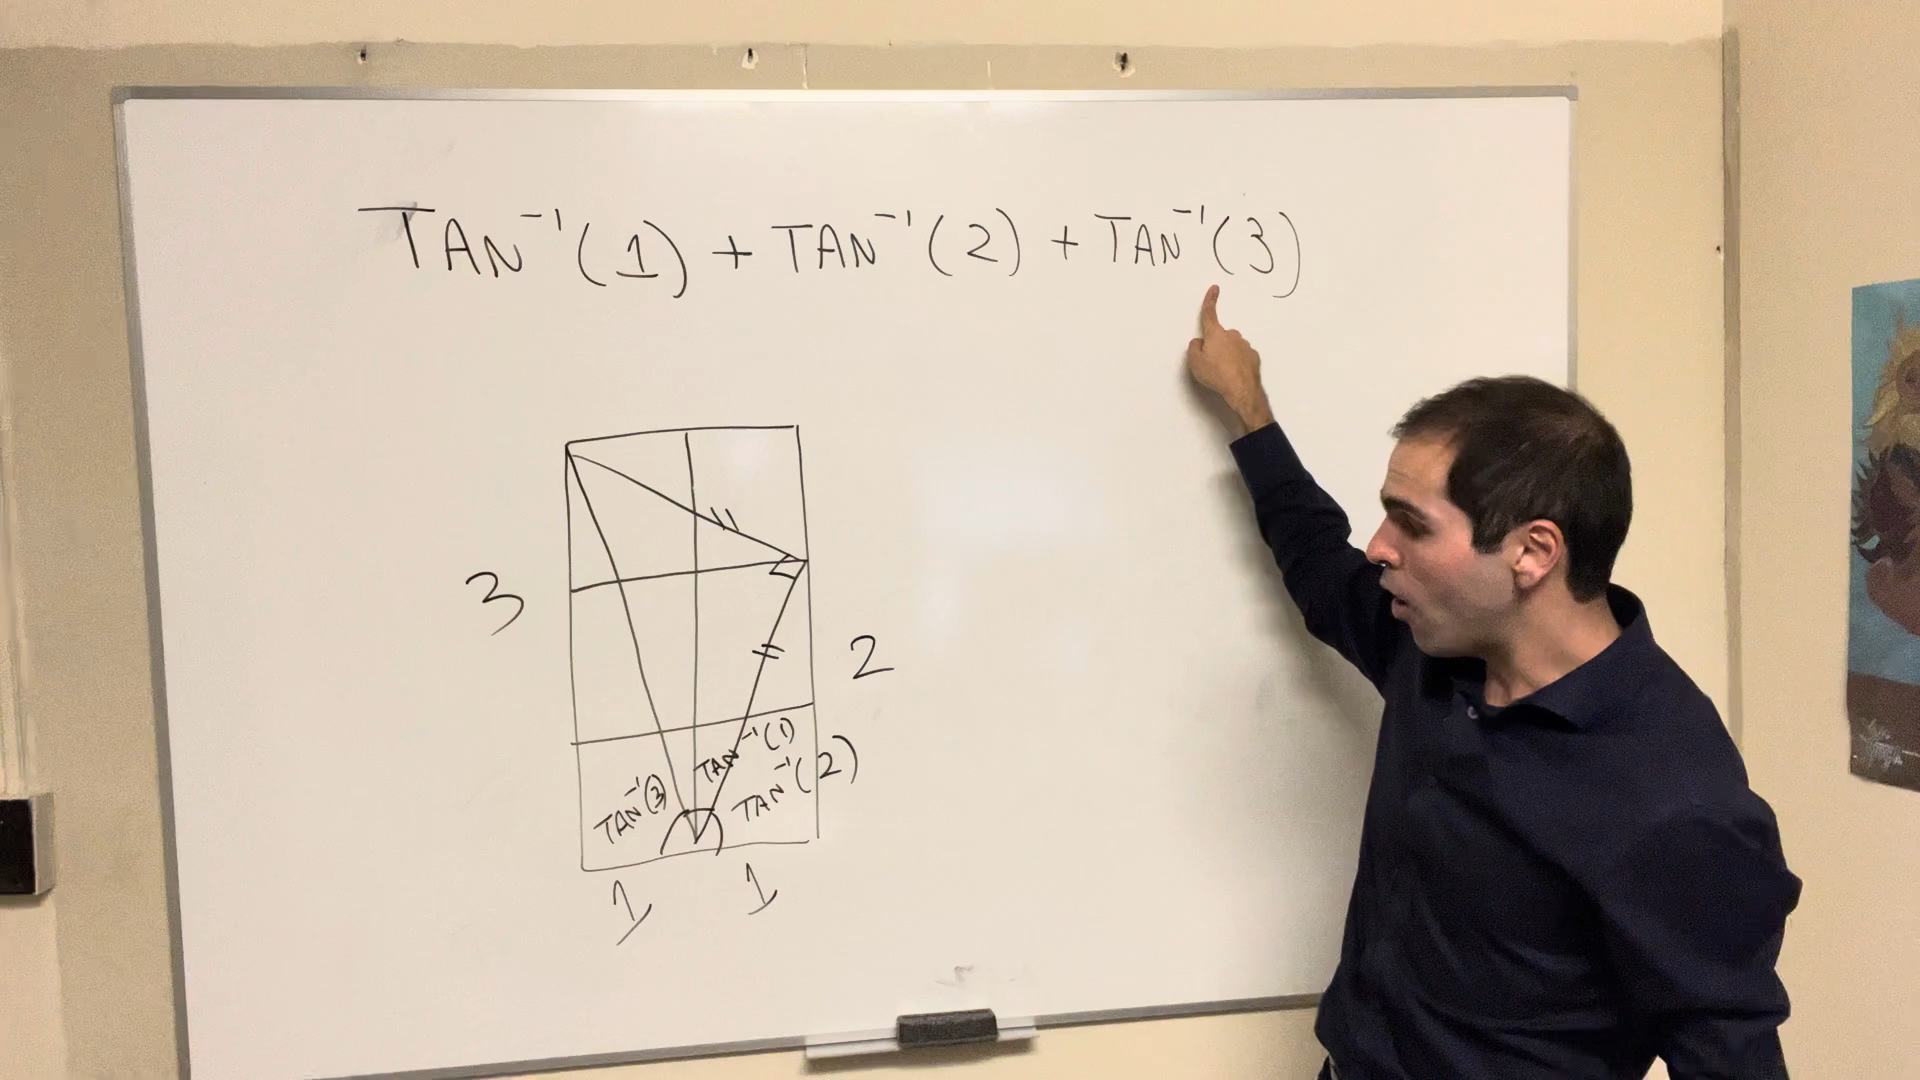 TAN⁻¹(1) + TAN⁻¹(2) + TAN⁻¹(3)
3
2
TAN⁻¹(1)
TAN⁻¹(3)
TAN⁻¹(2)
1
1